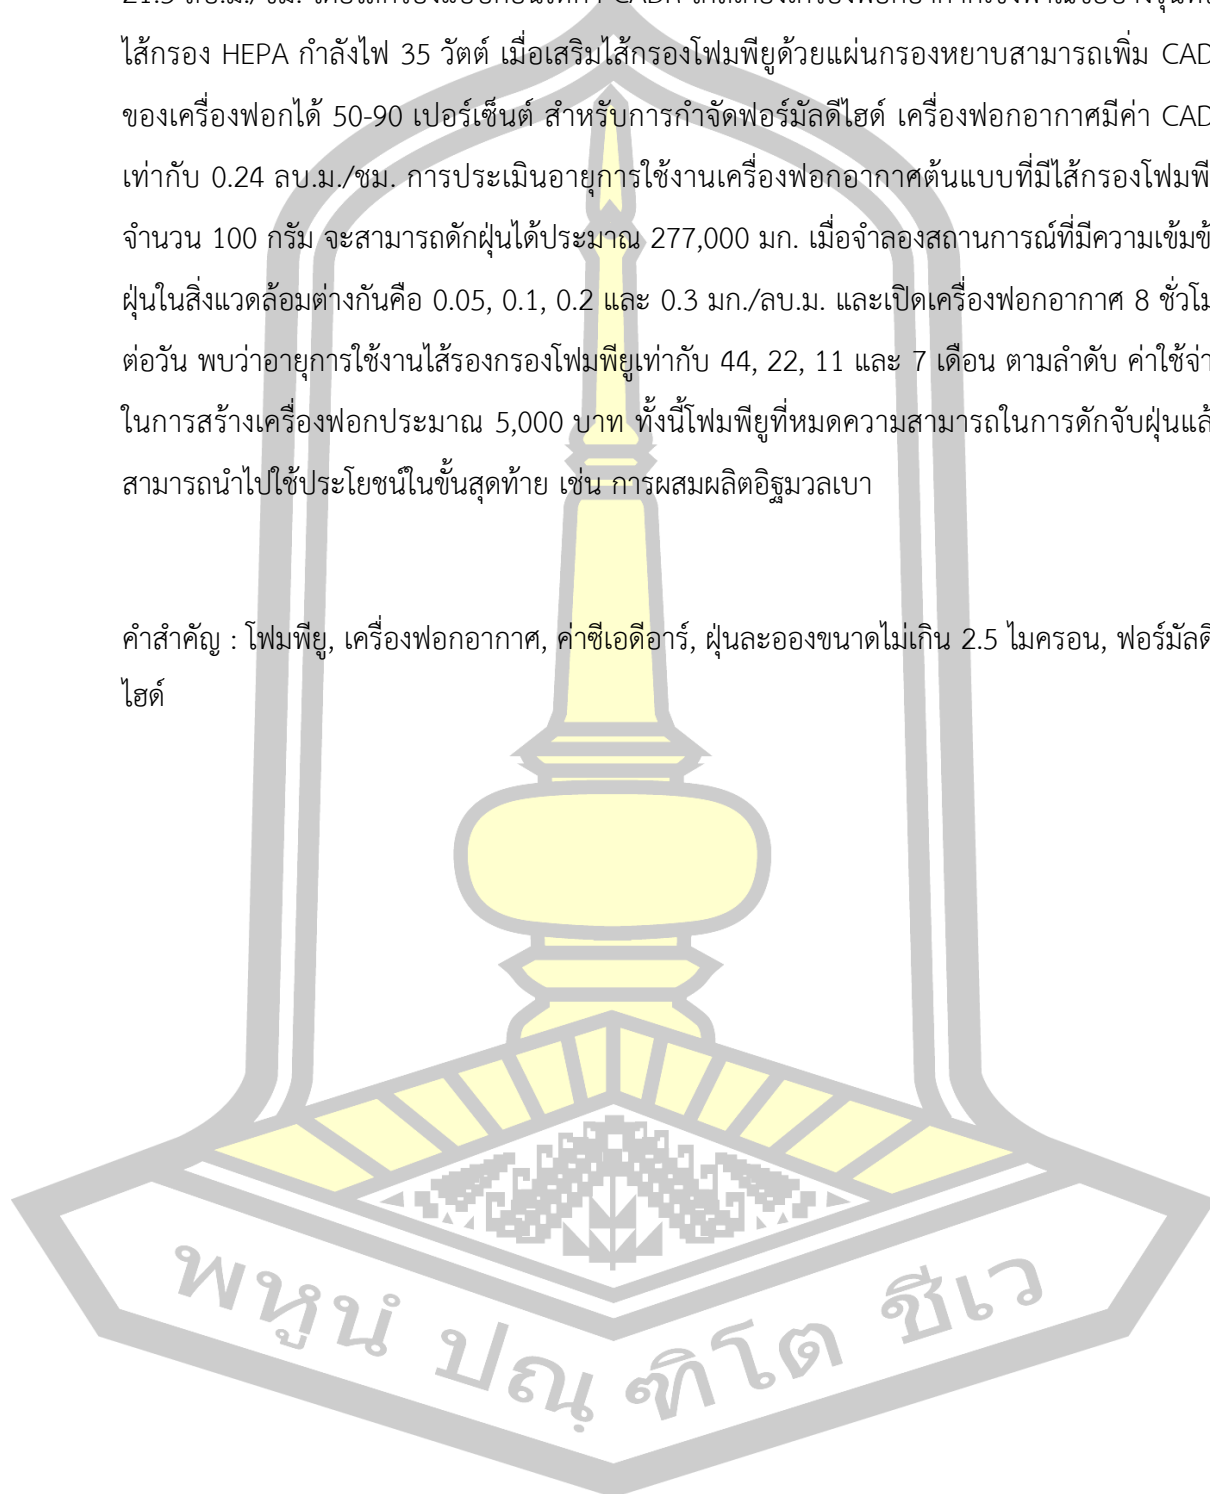 ไส้กรอง HEPA กำลังไฟ 35 วัตต์ เมื่อเสริมไส้กรองโฟมพียูด้วยแผ่นกรองหยาบสามารถเพิ่ม CAD
ของเครื่องฟอกได้ 50-90 เปอร์เซ็นต์ สำหรับการกำจัดฟอร์มัลดีไฮด์ เครื่องฟอกอากาศมีค่า CAD
เท่ากับ 0.24 ลบ.ม./ชม. การประเมินอายุการใช้งานเครื่องฟอกอากาศต้นแบบที่มีไส้กรองโฟมพี
จำนวน 100 กรัม จะสามารถดักฝุ่นได้ประมาณ 277,000 มก. เมื่อจำลองสถานการณ์ที่มีความเข้มข้
ฝุ่นในสิ่งแวดล้อมต่างกันคือ 0.05, 0.1, 0.2 และ 0.3 มก./ลบ.ม. และเปิดเครื่องฟอกอากาศ 8 ชั่วโม
ต่อวัน พบว่าอายุการใช้งานไส้รองกรองโฟมพียูเท่ากับ 44, 22, 11 และ 7 เดือน ตามลำดับ ค่าใช้จ่า
ในการสร้างเครื่องฟอกประมาณ 5,000 บาท ทั้งนี้โฟมพียูที่หมดความสามารถในการดักจับฝุ่นแล้
สามารถนำไปใช้ประโยชน์ในขั้นสุดท้าย เช่น การผสมผลิตอิฐมวลเบา
คำสำคัญ : โฟมพียู, เครื่องฟอกอากาศ, ค่าซีเอดีอาร์, ฝุ่นละอองขนาดไม่เกิน 2.5 ไมครอน, ฟอร์มัลดี
ไฮด์
พหูนํ ปณฺฑิโต ชีเว